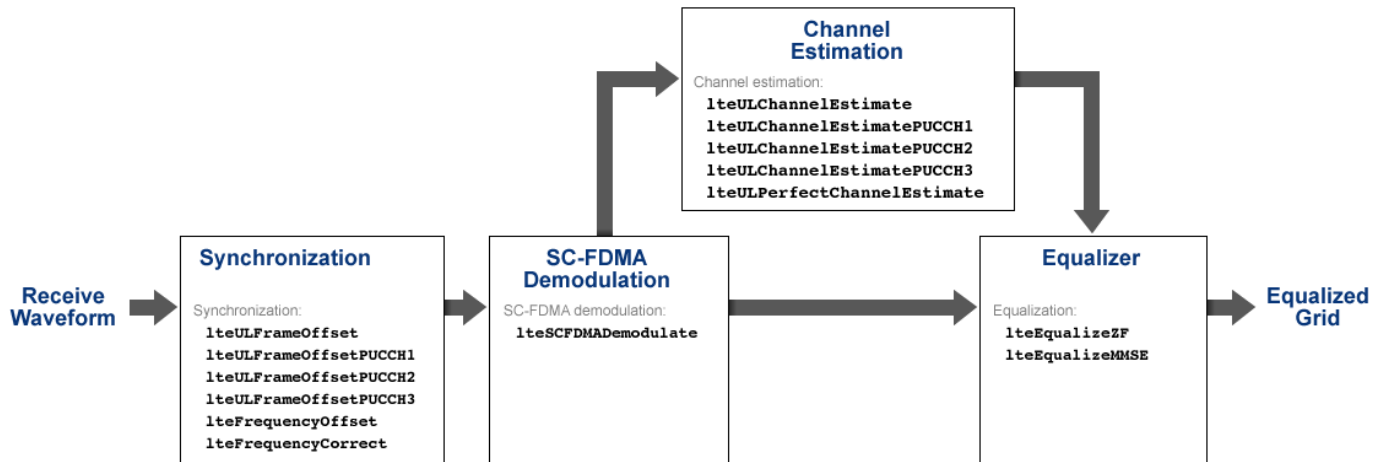 Channel
Estimation
Channel estimation:
lteULChannelEstimate
lteULChannelEstimatePUCCH1
lteULChannelEstimatePUCCH2
lteULChannelEstimatePUCCH3
lteULPerfectChannelEstimate
Receive
Waveform
Synchronization
Synchronization:
lteULFrameOffset
lteULFrameOffsetPUCCH1
lteULFrameOffsetPUCCH2
lteULFrameOffsetPUCCH3
lteFrequencyOffset
lteFrequencyCorrect
SC-FDMA
Demodulation
SC-FDMA demodulation:
lteSCFDMADemodulate
Equalizer
Equalization:
lteEqualizeZF
lteEqualizeMMSE
Equalized
Grid